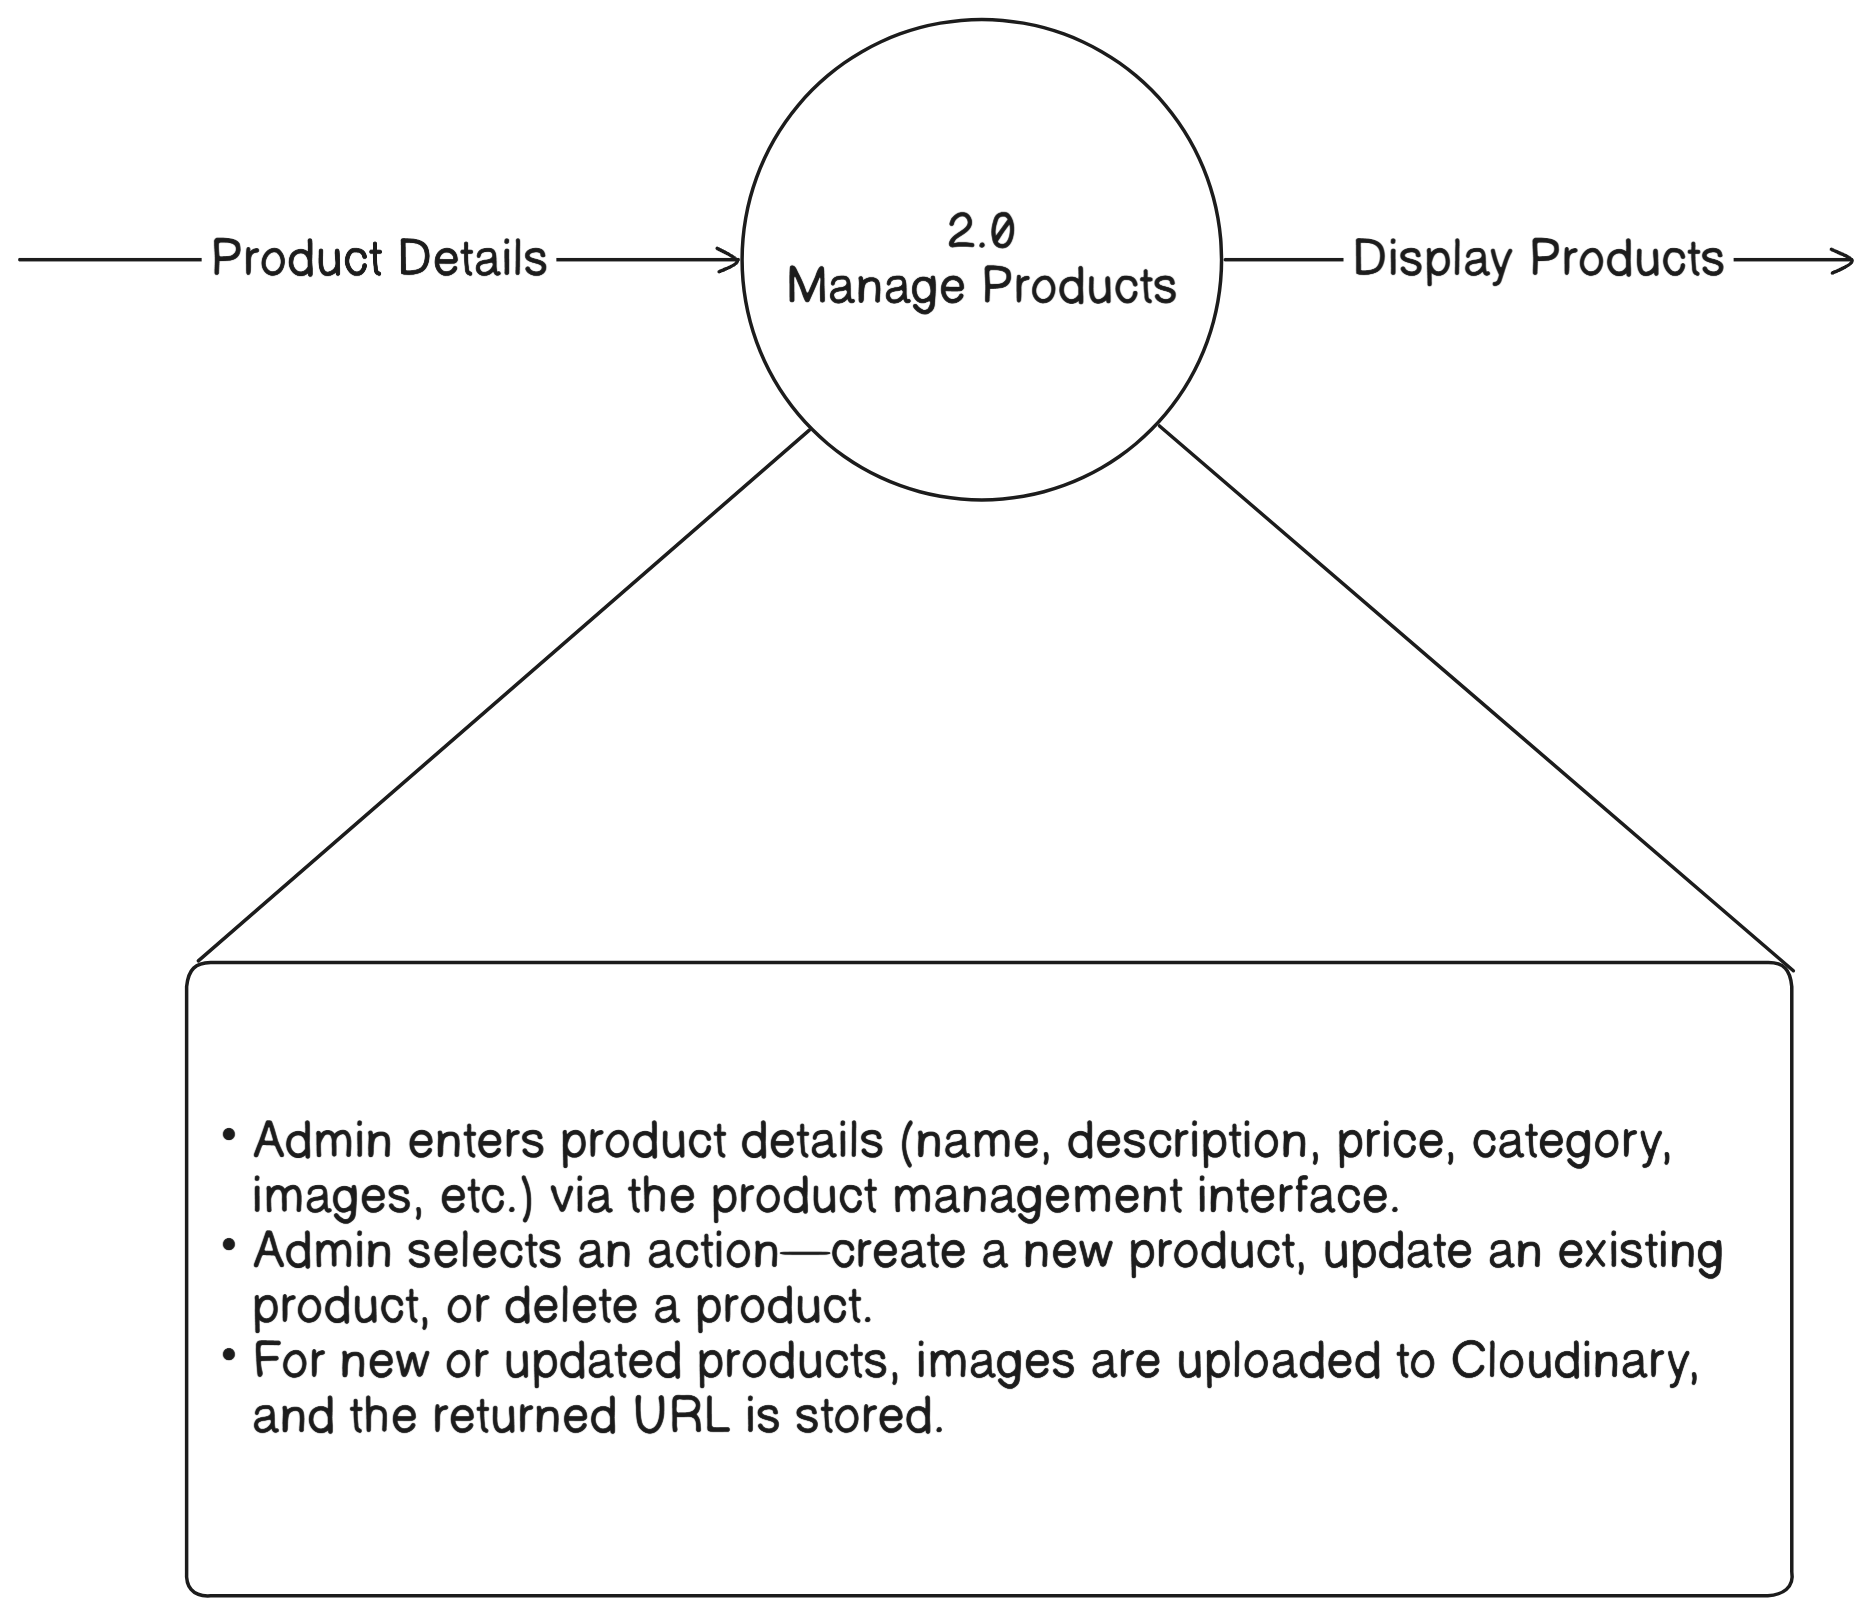 2.0
Manage Products
Product Details
Display Products
• Admin enters product details (name, description, price, category,
images, etc.) via the product management interface.
• Admin selects an action—create a new product, update an existing
product, or delete a product.
• For new or updated products, images are uploaded to Cloudinary,
and the returned URL is stored.